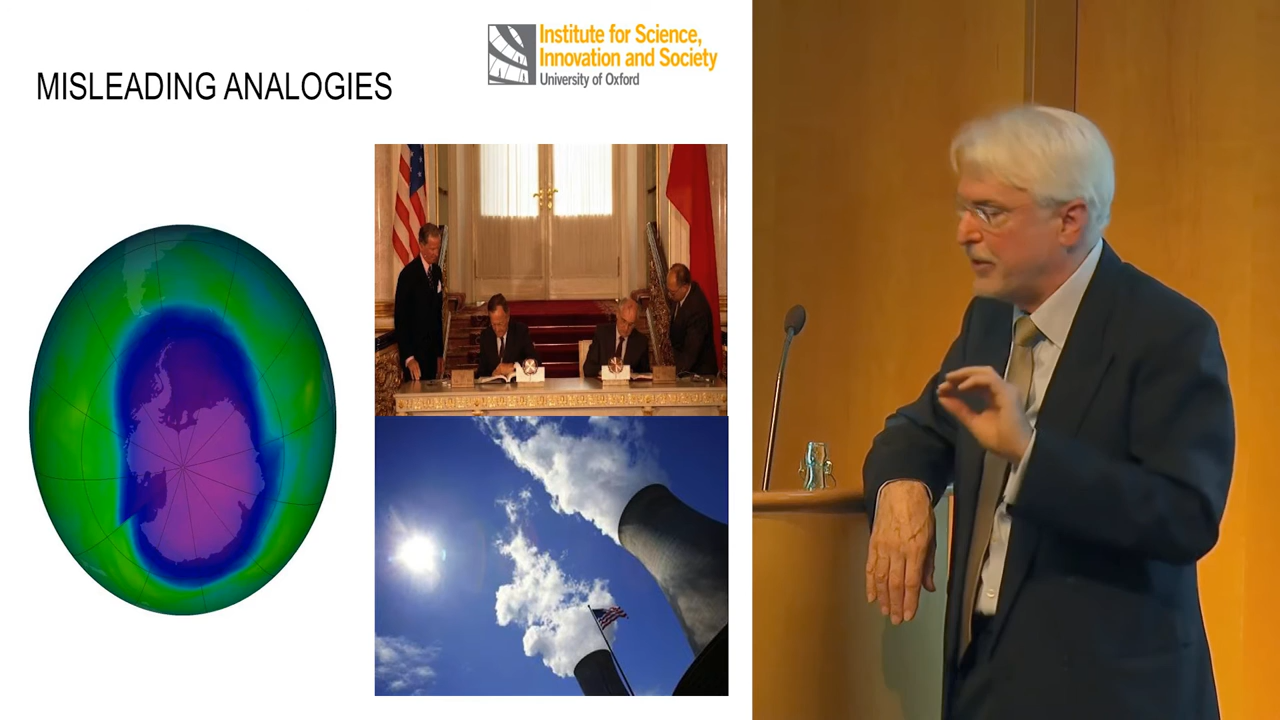 MISLEADING ANALOGIES
Institute for Science,
Innovation and Society
University of Oxford